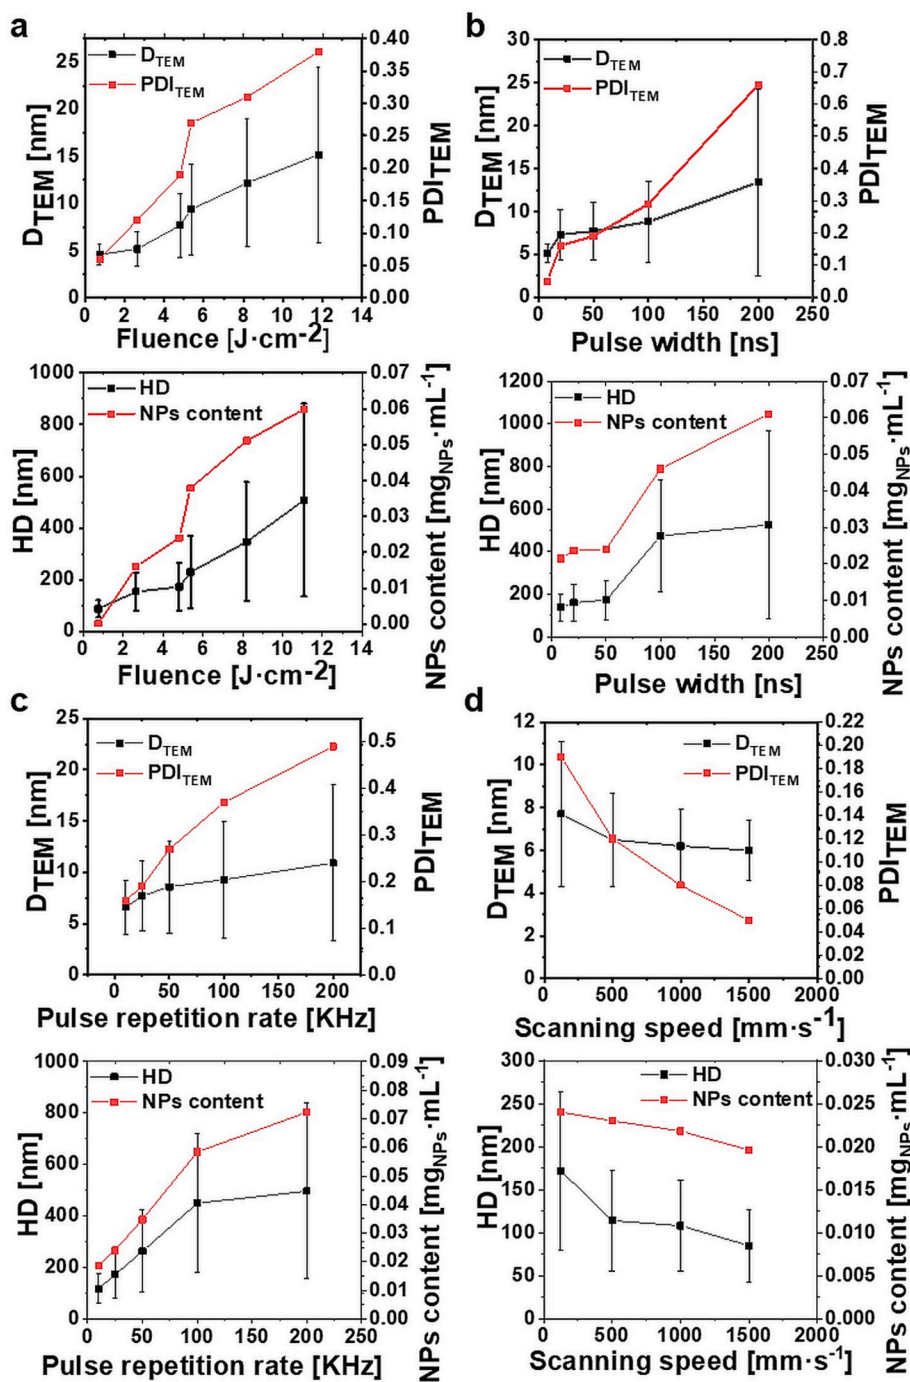 a
D_TEM
PDI_TEM
D_TEM [nm]
25
20
15
10
5
0
0.40
0.35
0.30
0.25
0.20
0.15
0.10
0.05
0.00
PDI_TEM
0 2 4 6 8 10 12 14
Fluence [J·cm-2]
HD
NPs content
HD [nm]
1000
800
600
400
200
0
0.07
0.06
0.05
0.04
0.03
0.02
0.01
0.00
NPs content [mg_NPs·mL^-1]
0 2 4 6 8 10 12 14
Fluence [J·cm-2]
b
D_TEM
PDI_TEM
D_TEM [nm]
30
25
20
15
10
5
0
0.8
0.7
0.6
0.5
0.4
0.3
0.2
0.1
0.0
PDI_TEM
0 50 100 150 200 250
Pulse width [ns]
HD
NPs content
HD [nm]
1200
1000
800
600
400
200
0
0.07
0.06
0.05
0.04
0.03
0.02
0.01
0.00
NPs content [mg_NPs·mL^-1]
0 50 100 150 200 250
Pulse width [ns]
c
D_TEM
PDI_TEM
D_TEM [nm]
25
20
15
10
5
0
0.5
0.4
0.3
0.2
0.1
0.0
PDI_TEM
0 50 100 150 200
Pulse repetition rate [KHz]
HD
NPs content
HD [nm]
1000
800
600
400
200
0
0.09
0.08
0.07
0.06
0.05
0.04
0.03
0.02
0.01
0.00
NPs content [mg_NPs·mL^-1]
0 50 100 150 200 250
Pulse repetition rate [KHz]
d
D_TEM
PDI_TEM
D_TEM [nm]
12
10
8
6
4
2
0
0.22
0.20
0.18
0.16
0.14
0.12
0.10
0.08
0.06
0.04
0.02
0.00
PDI_TEM
0 500 1000 1500 2000
Scanning speed [mm·s^-1]
HD
NPs content
HD [nm]
300
250
200
150
100
50
0
0.030
0.025
0.020
0.015
0.010
0.005
0.000
NPs content [mg_NPs·mL^-1]
0 500 1000 1500 2000
Scanning speed [mm·s^-1]